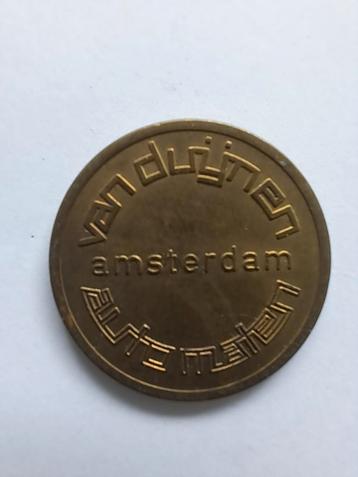 van duijnen
amsterdam
automaten